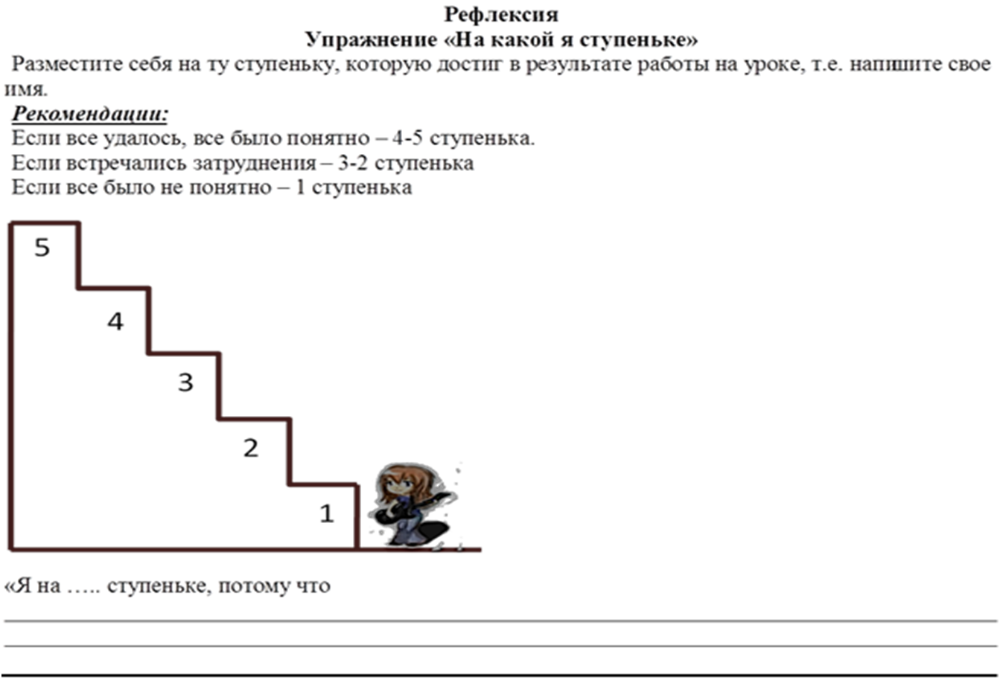 Рефлексия
Упражнение «На какой я ступеньке»
Разместите себя на ту ступеньку, которую достиг в результате работы на уроке, т.е. напишите свое
имя.
Рекомендации:
Если все удалось, все было понятно – 4-5 ступенька.
Если встречались затруднения – 3-2 ступенька
Если все было не понятно – 1 ступенька
5
4
3
2
1
«Я на ….. ступеньке, потому что